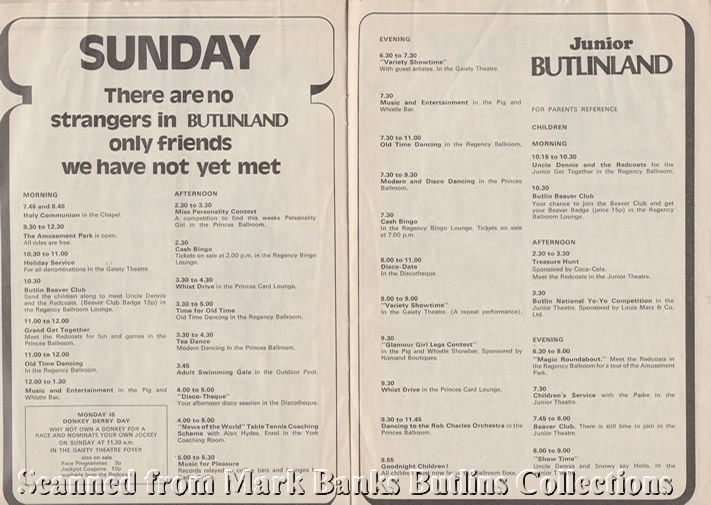 SUNDAY
There are no
strangers in BUTLINLAND
only friends
we have not yet met
MORNING
7.45 and 8.45
Holy Communion in the Chapel.
9.30 to 12.30
The Amusement Park is open.
All rides are free.
10.30 to 11.00
Holiday Service
For all denominations in the Gaiety Theatre.
10.30
Butlin Beaver Club
Send the children along to meet Uncle Dennis
and the Redcoats. (Beaver Club Badge 15p) in
the Regency Ballroom Lounge.
11.00 to 12.00
Grand Get Together
Meet the Redcoats for fun and games in the
Princes Ballroom.
11.00 to 12.00
Old Time Dancing
In the Regency Ballroom.
12.00 to 1.30
Music and Entertainment in the Pig and
Whistle Bar.
MONDAY IS
DONKEY DERBY DAY
WHY NOT OWN A DONKEY FOR A
RACE AND NOMINATE YOUR OWN JOCKEY
ON SUNDAY AT 11.30 a.m.
IN THE GAIETY THEATRE FOYER
also on sale
Race Programmes 3p
Jackpot Coupons 10p
available from the Redcoats
AFTERNOON
2.30 to 3.30
Miss Personality Contest
A competition to find this weeks Personality
Girl in the Princes Ballroom.
2.30
Cash Bingo
Tickets on sale at 2.00 p.m. in the Regency Bingo
Lounge.
3.30 to 4.30
Whist Drive in the Princes Card Lounge.
3.30 to 5.00
Time for Old Time
Old Time Dancing in the Regency Ballroom.
3.30 to 4.30
Tea Dance
Modern Dancing in the Princes Ballroom.
3.45
Adult Swimming Gala in the Outdoor Pool.
4.00 to 5.00
"Disco-Theque"
Your afternoon disco session in the Discotheque.
4.00 to 5.00
"News of the World" Table Tennis Coaching
Scheme with Alan Hydes. Enrol in the York
Coaching Room.
5.00 to 5.30
Music for Pleasure
Records relayed to bars and lounges
EVENING
6.30 to 7.30
"Variety Showtime"
With guest artistes. In the Gaiety Theatre.
7.30
Music and Entertainment in the Pig and
Whistle Bar.
7.30 to 11.00
Old Time Dancing in the Regency Ballroom.
7.30 to 9.30
Modern and Disco Dancing in the Princes
Ballroom.
7.30
Cash Bingo
In the Regency Bingo Lounge. Tickets on sale
at 7.00 p.m.
8.00 to 11.00
Disco-Date
In the Discotheque.
8.00 to 9.00
"Variety Showtime"
In the Gaiety Theatre. (A repeat performance).
9.30
"Glamour Girl Legs Contest"
In the Pig and Whistle Showbar. Sponsored by
Nomand Boutiques.
9.30
Whist Drive in the Princes Card Lounge.
9.30 to 11.45
Dancing to the Rob Charles Orchestra in the
Princes Ballroom.
9.55
Goodnight Children!
All children must now leave the Ballroom floor.
Junior
BUTLINLAND
FOR PARENTS REFERENCE
CHILDREN
MORNING
10.15 to 10.30
Uncle Dennis and the Redcoats for the
Junior Get Together in the Regency Ballroom.
10.30
Butlin Beaver Club
Your chance to join the Beaver Club and get
your Beaver Badge (price 15p) in the Regency
Ballroom Lounge.
AFTERNOON
2.30 to 3.30
Treasure Hunt
Sponsored by Coca-Cola.
Meet the Redcoats in the Junior Theatre.
3.30
Butlin National Yo-Yo Competition in the
Junior Theatre. Sponsored by Louis Marx & Co.
Ltd.
EVENING
6.30 to 8.00
"Magic Roundabout." Meet the Redcoats in
the Regency Ballroom for a tour of the Amusement
Park.
7.30
Children's Service with the Padre in the
Junior Theatre.
7.45 to 8.00
Beaver Club. There is still time to join in the
Junior Theatre.
8.00 to 9.00
"Show Time"
Uncle Dennis and Snowy say Hello. In the
Junior Theatre.
Scanned from Mark Banks Butlins Collections